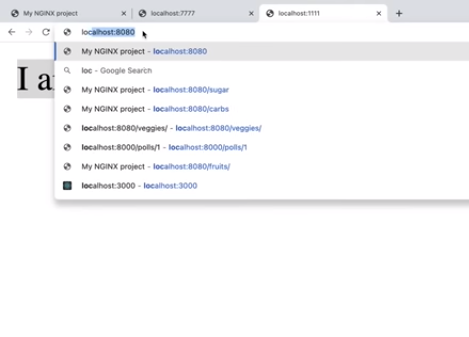 My NGINX project
localhost:7777
localhost:1111
localhost:8080
My NGINX project - localhost:8080
loc - Google Search
My NGINX project - localhost:8080/sugar
My NGINX project - localhost:8080/carbs
localhost:8080/veggies/ - localhost:8080/veggies/
localhost:8000/polls/1 - localhost:8000/polls/1
My NGINX project - localhost:8080/fruits/
localhost:3000 - localhost:3000
I